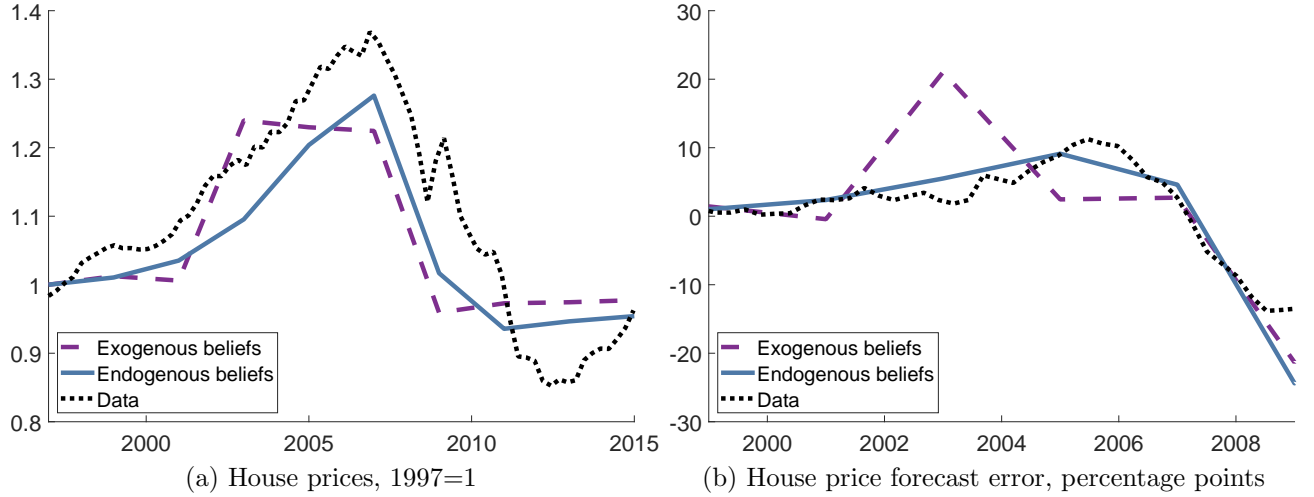 1.4
1.3
1.2
1.1
1
0.9
0.8
Exogenous beliefs
Endogenous beliefs
Data
2000 2005 2010 2015
(a) House prices, 1997=1
30
20
10
0
-10
-20
-30
Exogenous beliefs
Endogenous beliefs
Data
2000 2002 2004 2006 2008
(b) House price forecast error, percentage points